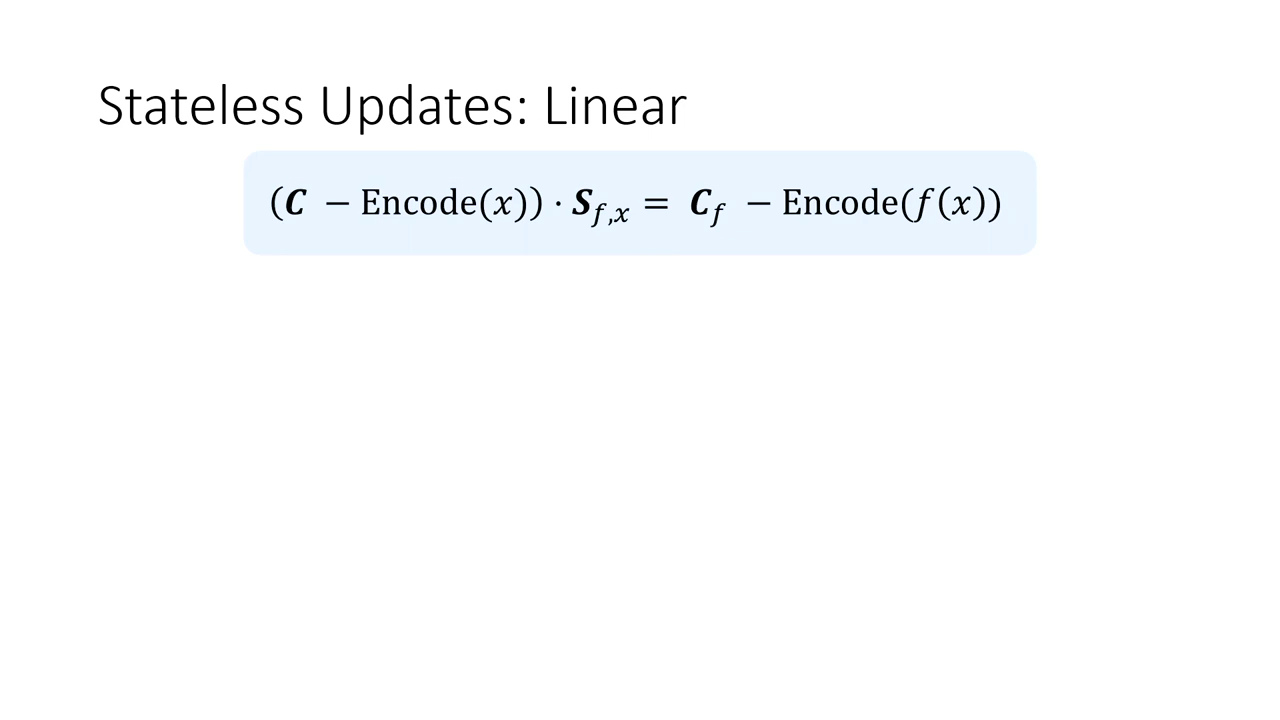 Stateless Updates: Linear
(𝑪 − Encode(𝑥)) ⋅ 𝑺_{𝑓,𝑥} = 𝑪_𝑓 − Encode(𝑓(𝑥))